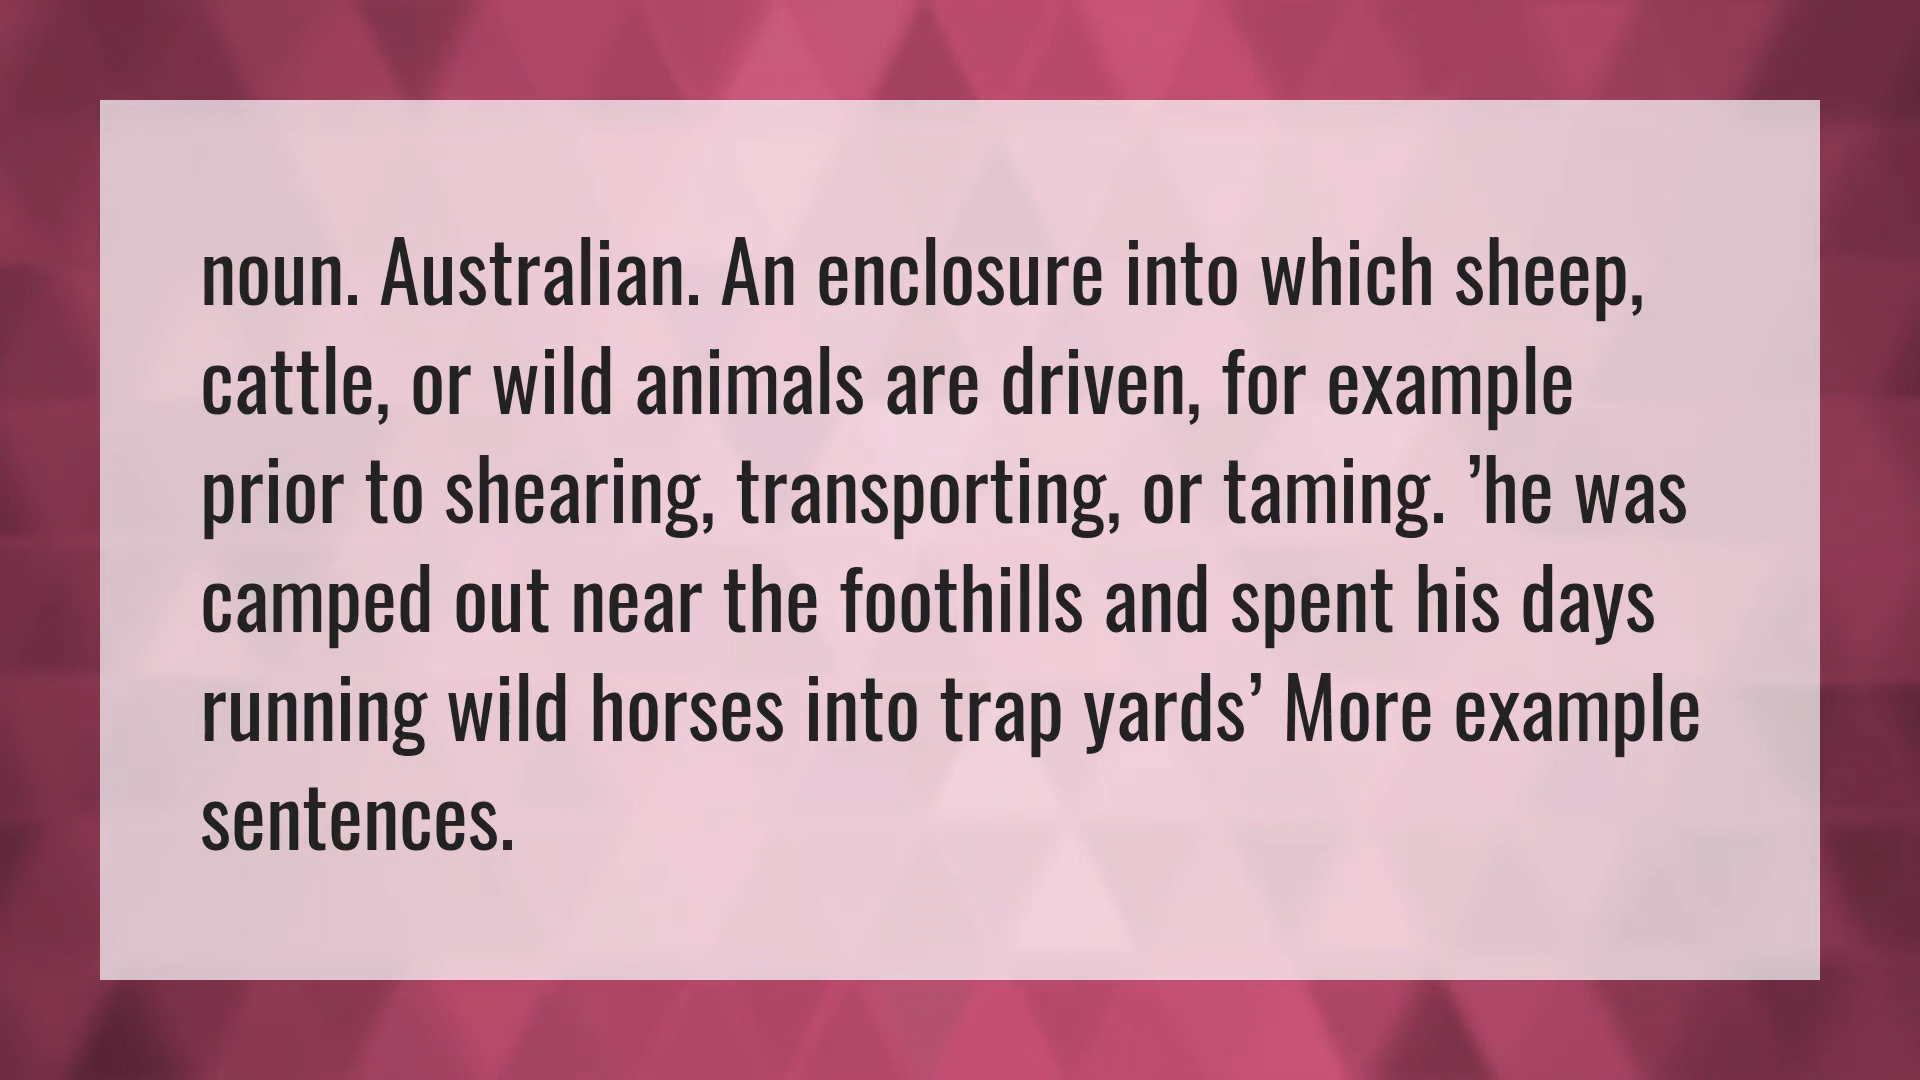 noun. Australian. An enclosure into which sheep,
cattle, or wild animals are driven, for example
prior to shearing, transporting, or taming. ’he was
camped out near the foothills and spent his days
running wild horses into trap yards’ More example
sentences.